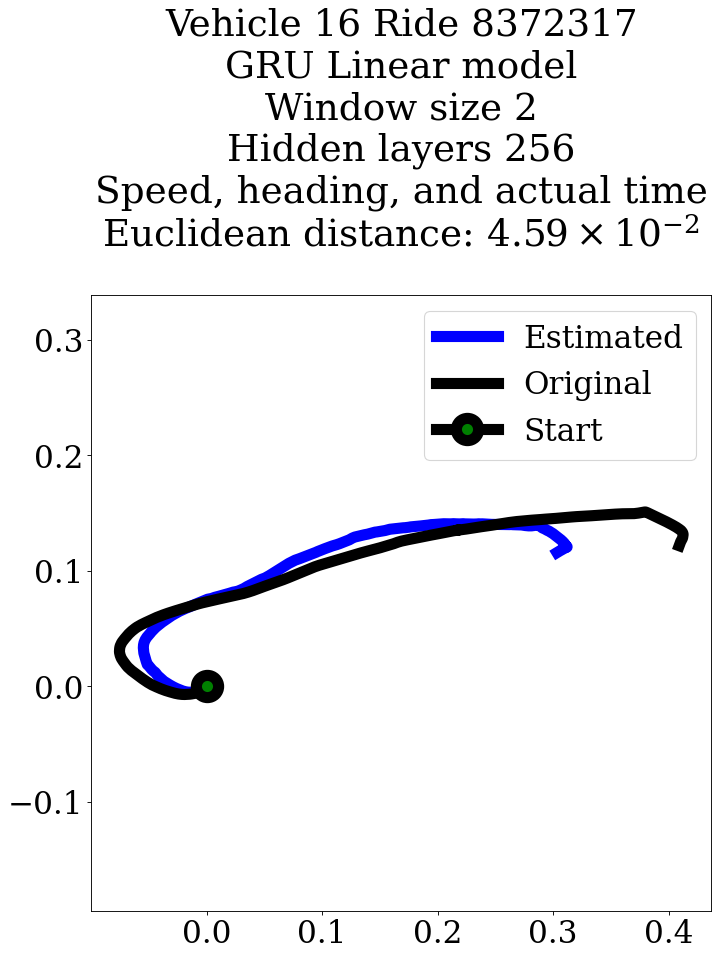 Vehicle 16 Ride 8372317
GRU Linear model
Window size 2
Hidden layers 256
Speed, heading, and actual time
Euclidean distance: 4.59 × 10⁻²
Estimated
Original
Start
0.3
0.2
0.1
0.0
−0.1
0.0 0.1 0.2 0.3 0.4